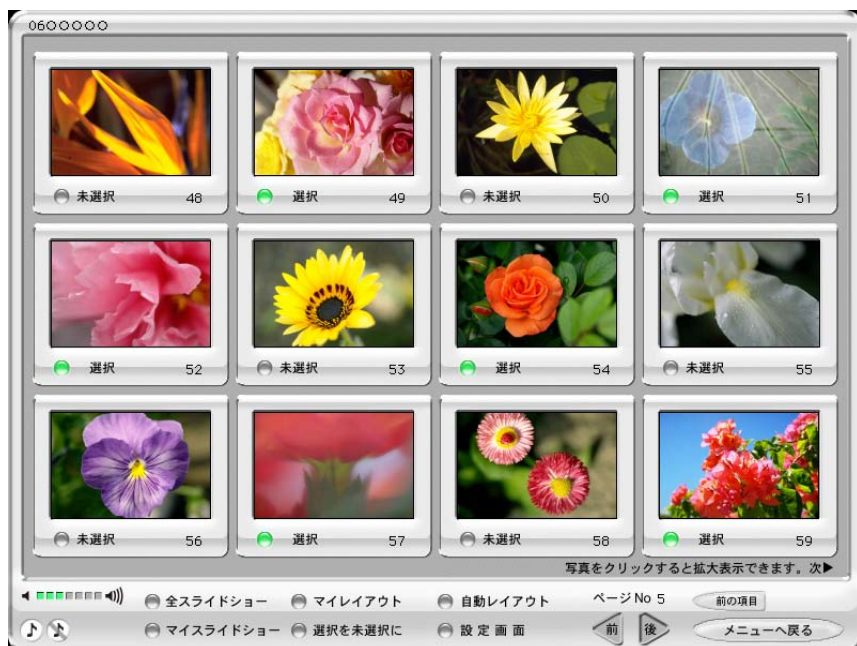 06○○○○○
未選択 48
選択 49
未選択 50
選択 51
選択 52
未選択 53
選択 54
未選択 55
未選択 56
選択 57
未選択 58
選択 59
写真をクリックすると拡大表示できます。次▶
全スライドショー
マイレイアウト
自動レイアウト
ページNo 5
前の項目
マイスライドショー
選択を未選択に
設定画面
前
後
メニューへ戻る